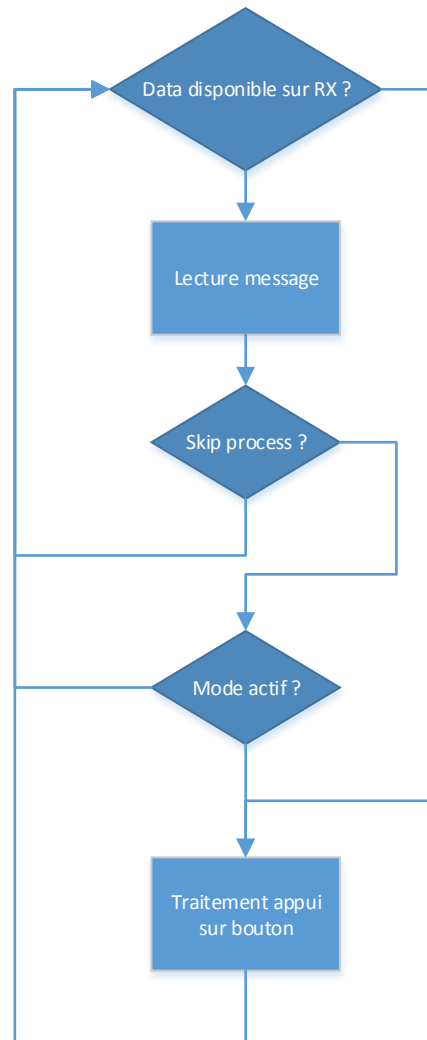 Data disponible sur RX ?
Lecture message
Skip process ?
Mode actif ?
Traitement appui
sur bouton